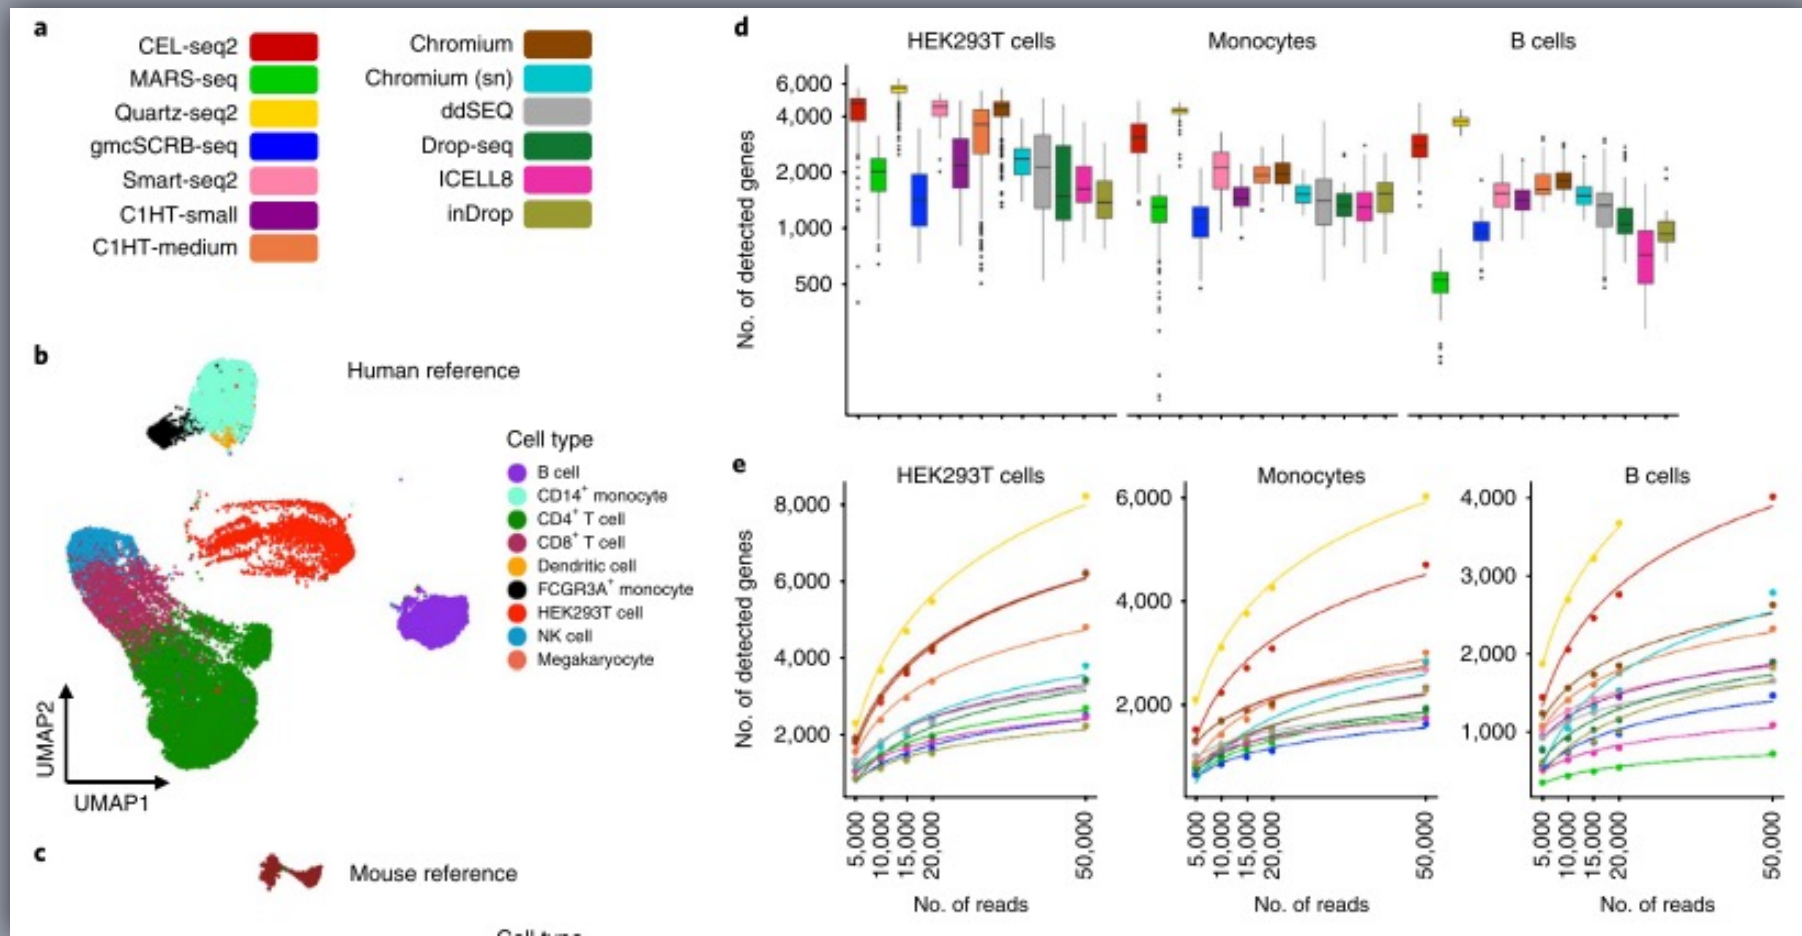 a
CEL-seq2
MARS-seq
Quartz-seq2
gmcSCRB-seq
Smart-seq2
C1HT-small
C1HT-medium
Chromium
Chromium (sn)
ddSEQ
Drop-seq
ICELL8
inDrop
b
Human reference
Cell type
B cell
CD14+ monocyte
CD4+ T cell
CD8+ T cell
Dendritic cell
FCGR3A+ monocyte
HEK293T cell
NK cell
Megakaryocyte
UMAP2
UMAP1
c
Mouse reference
Cell type
d
HEK293T cells
Monocytes
B cells
No. of detected genes
6,000
4,000
2,000
1,000
500
e
HEK293T cells
Monocytes
B cells
No. of detected genes
8,000
6,000
4,000
2,000
6,000
4,000
2,000
4,000
3,000
2,000
1,000
5,000
10,000
15,000
20,000
50,000
5,000
10,000
15,000
20,000
50,000
5,000
10,000
15,000
20,000
50,000
No. of reads
No. of reads
No. of reads